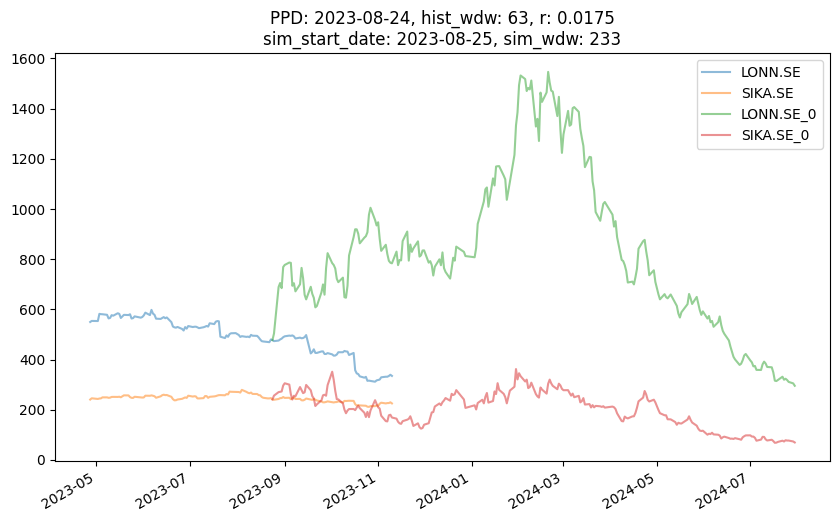 PPD: 2023-08-24, hist_wdw: 63, r: 0.0175
sim_start_date: 2023-08-25, sim_wdw: 233
LONN.SE
SIKA.SE
LONN.SE_0
SIKA.SE_0
1600
1400
1200
1000
800
600
400
200
0
2023-05
2023-07
2023-09
2023-11
2024-01
2024-03
2024-05
2024-07